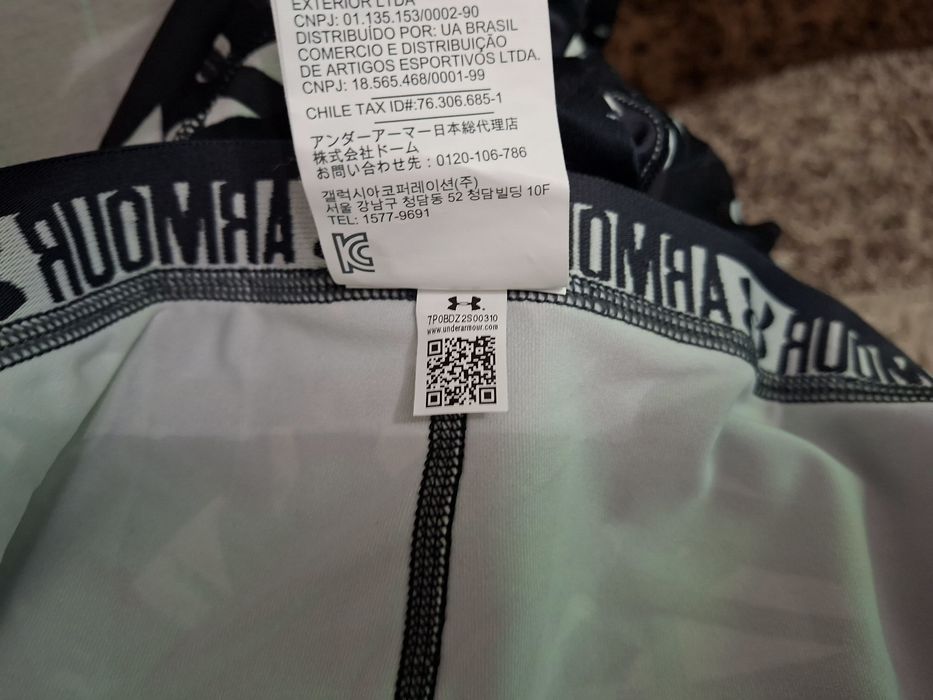 EXTERIOR LTDA
CNPJ: 01.135.153/0002-90
DISTRIBUÍDO POR: UA BRASIL
COMERCIO E DISTRIBUIÇÃO
DE ARTIGOS ESPORTIVOS LTDA.
CNPJ: 18.565.468/0001-99
CHILE TAX ID#:76.306.685-1
アンダーアーマー日本総代理店
株式会社ドーム
お問い合わせ先：0120-106-786
갤럭시아코퍼레이션(주)
서울 강남구 청담동 52 청담빌딩 10F
TEL: 1577-9691
ARMOUR
ARMOUR
ARMOUR
7P0BDZ2S00310
www.underarmour.com